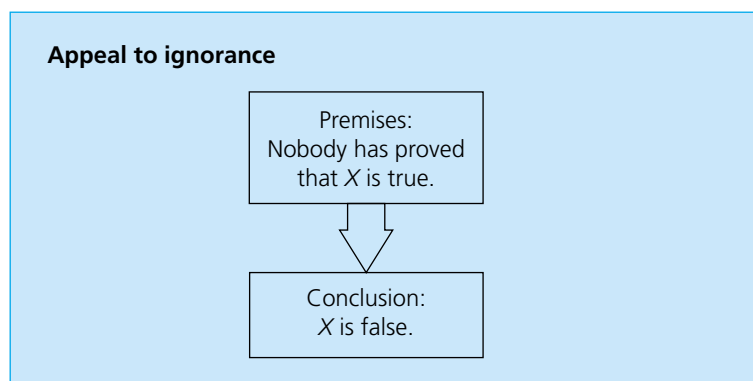 Appeal to ignorance
Premises:
Nobody has proved
that X is true.
Conclusion:
X is false.